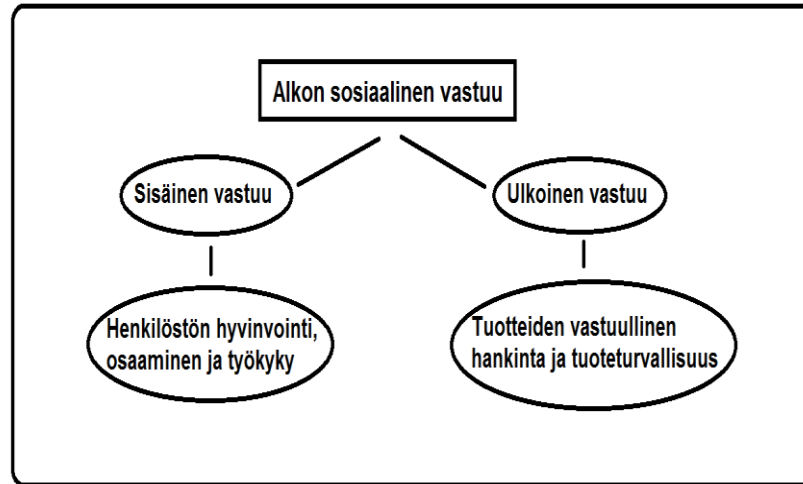 Alkon sosiaalinen vastuu
Sisäinen vastuu
Ulkoinen vastuu
Henkilöstön hyvinvointi,
osaaminen ja työkyky
Tuotteiden vastuullinen
hankinta ja tuoteturvallisuus